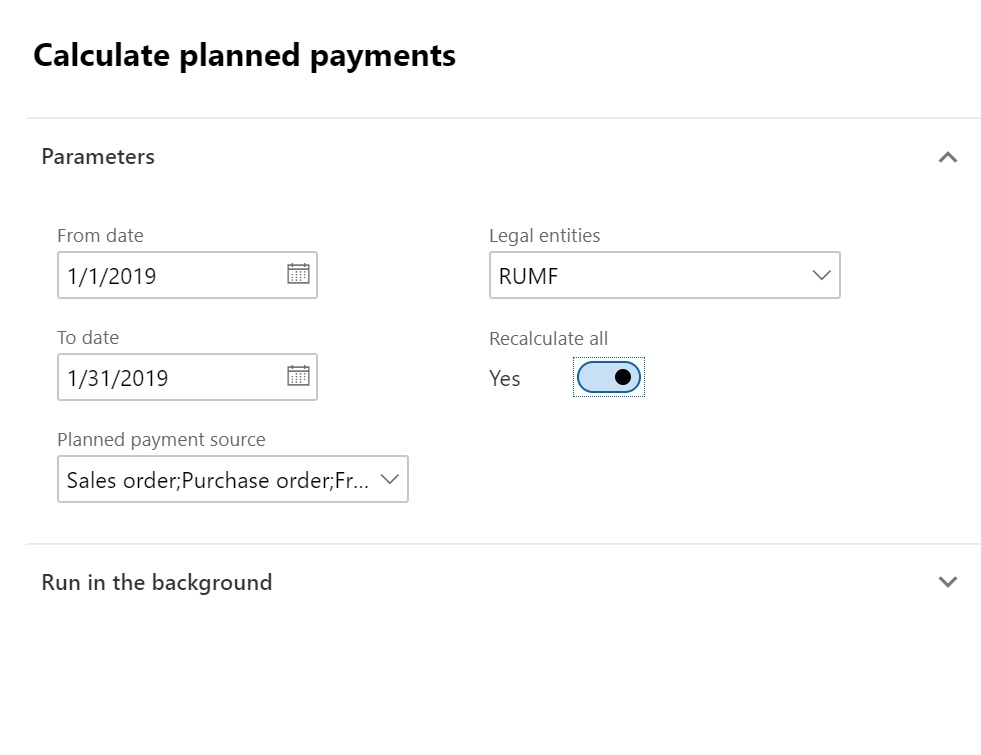 Calculate planned payments
Parameters
From date
1/1/2019
To date
1/31/2019
Planned payment source
Sales order;Purchase order;Fr...
Legal entities
RUMF
Recalculate all
Yes
Run in the background